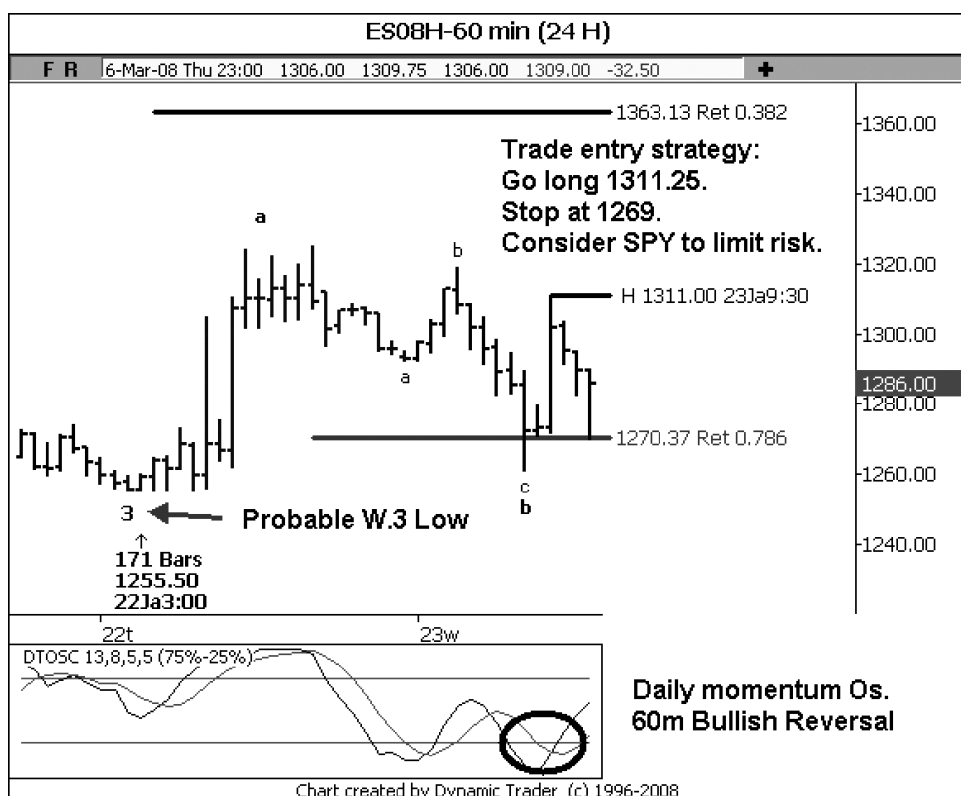 ES08H-60 min (24 H)
F R 6-Mar-08 Thu 23:00 1306.00 1309.75 1306.00 1309.00 -32.50
1363.13 Ret 0.382
1360.00
Trade entry strategy:
Go long 1311.25.
Stop at 1269.
Consider SPY to limit risk.
1340.00
a
b
1320.00
H 1311.00 23Ja9:30
1300.00
a
1286.00
1280.00
1270.37 Ret 0.786
1260.00
c
b
3
Probable W.3 Low
1240.00
171 Bars
1255.50
22Ja3:00
22t 23w
DTOSC 13,8,5,5 (75%-25%)
Daily momentum Os.
60m Bullish Reversal
Chart created by Dynamic Trader (c) 1996-2008